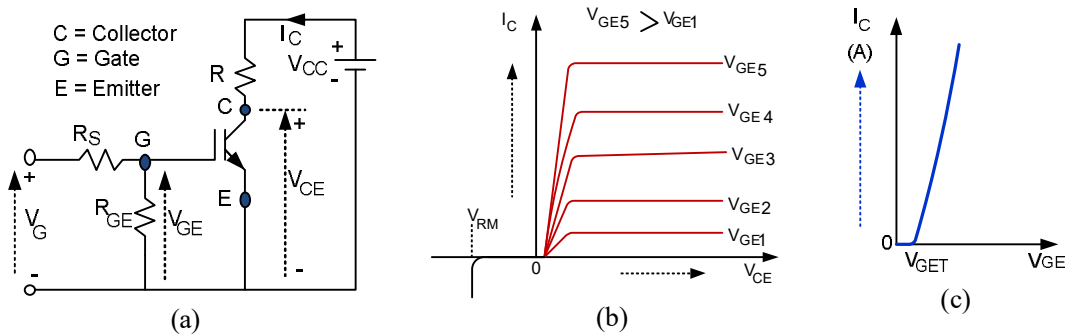 C = Collector
G = Gate
E = Emitter
I_C
V_CC
+
-
R
C
+
R_S
G
E
+
V_G
-
R_GE
V_GE
V_CE
-
(a)
I_C
V_GE5 > V_GE1
V_GE5
V_GE4
V_GE3
V_GE2
V_GE1
V_RM
0
V_CE
(b)
I_C
(A)
0
V_GET
V_GE
(c)